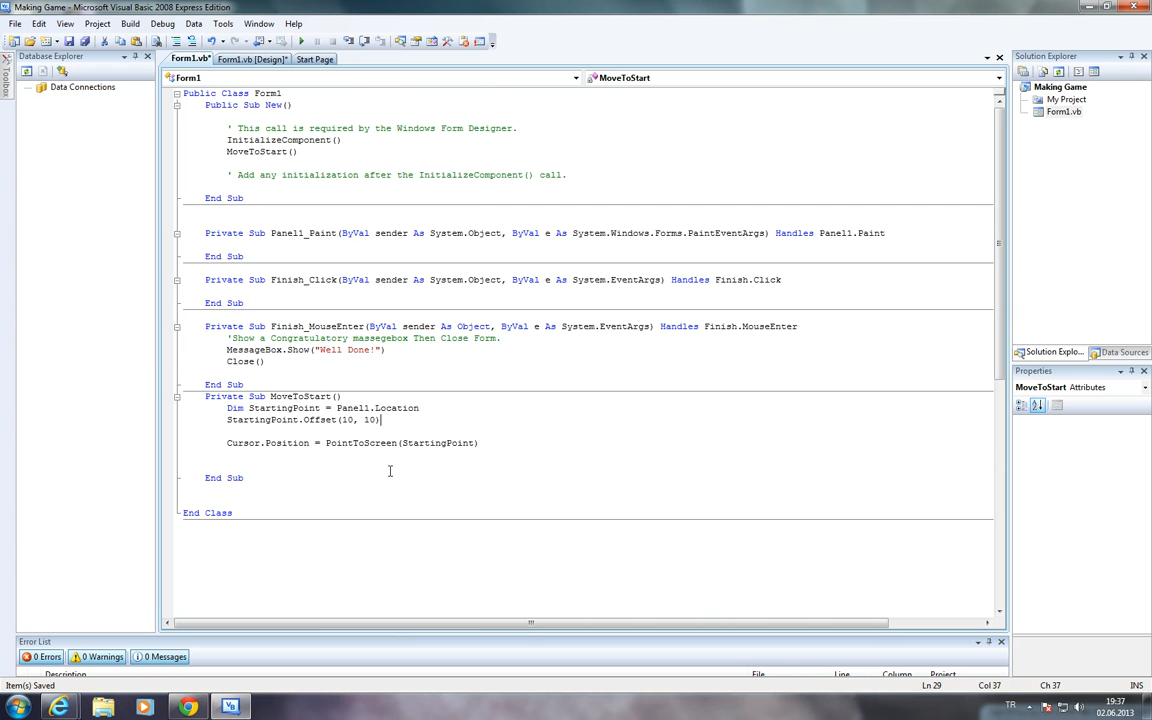 Making Game - Microsoft Visual Basic 2008 Express Edition
File Edit View Project Build Debug Data Tools Window Help
Database Explorer
Data Connections
Toolbox
Form1.vb* Form1.vb [Design]* Start Page
Form1 MoveToStart
Public Class Form1
Public Sub New()
' This call is required by the Windows Form Designer.
InitializeComponent()
MoveToStart()
' Add any initialization after the InitializeComponent() call.
End Sub
Private Sub Panel1_Paint(ByVal sender As System.Object, ByVal e As System.Windows.Forms.PaintEventArgs) Handles Panel1.Paint
End Sub
Private Sub Finish_Click(ByVal sender As System.Object, ByVal e As System.EventArgs) Handles Finish.Click
End Sub
Private Sub Finish_MouseEnter(ByVal sender As Object, ByVal e As System.EventArgs) Handles Finish.MouseEnter
'Show a Congratulatory massegebox Then Close Form.
MessageBox.Show("Well Done!")
Close()
End Sub
Private Sub MoveToStart()
Dim StartingPoint = Panel1.Location
StartingPoint.Offset(10, 10)
Cursor.Position = PointToScreen(StartingPoint)
End Sub
End Class
Solution Explorer
Making Game
My Project
Form1.vb
Solution Explo... Data Sources
Properties
MoveToStart Attributes
Error List
0 Errors 0 Warnings 0 Messages
Description File Line Column Project
Item(s) Saved Ln 29 Col 37 Ch 37 INS
TR 19:37
02.06.2013